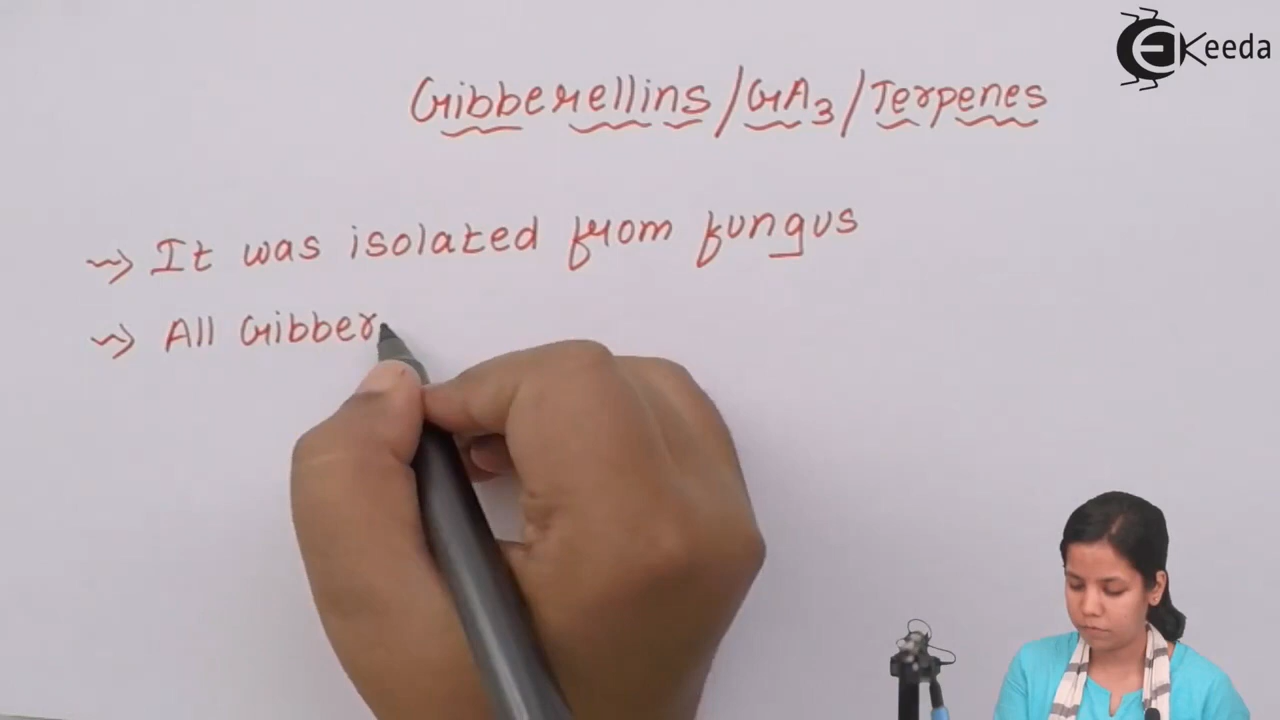 EKeeda
Gibberellins/GA3/Terpenes
⇝ It was isolated from fungus
⇝ All Gibber